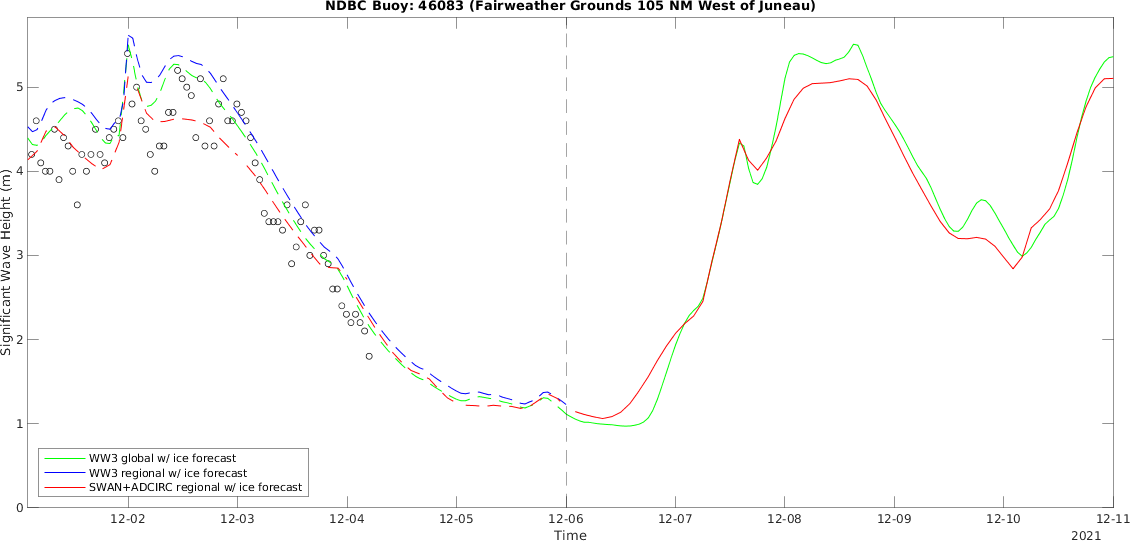 NDBC Buoy: 46083 (Fairweather Grounds 105 NM West of Juneau)
Significant Wave Height (m)
5
4
3
2
1
0
WW3 global w/ ice forecast
WW3 regional w/ ice forecast
SWAN+ADCIRC regional w/ ice forecast
12-02 12-03 12-04 12-05 12-06 12-07 12-08 12-09 12-10 12-11
Time
2021